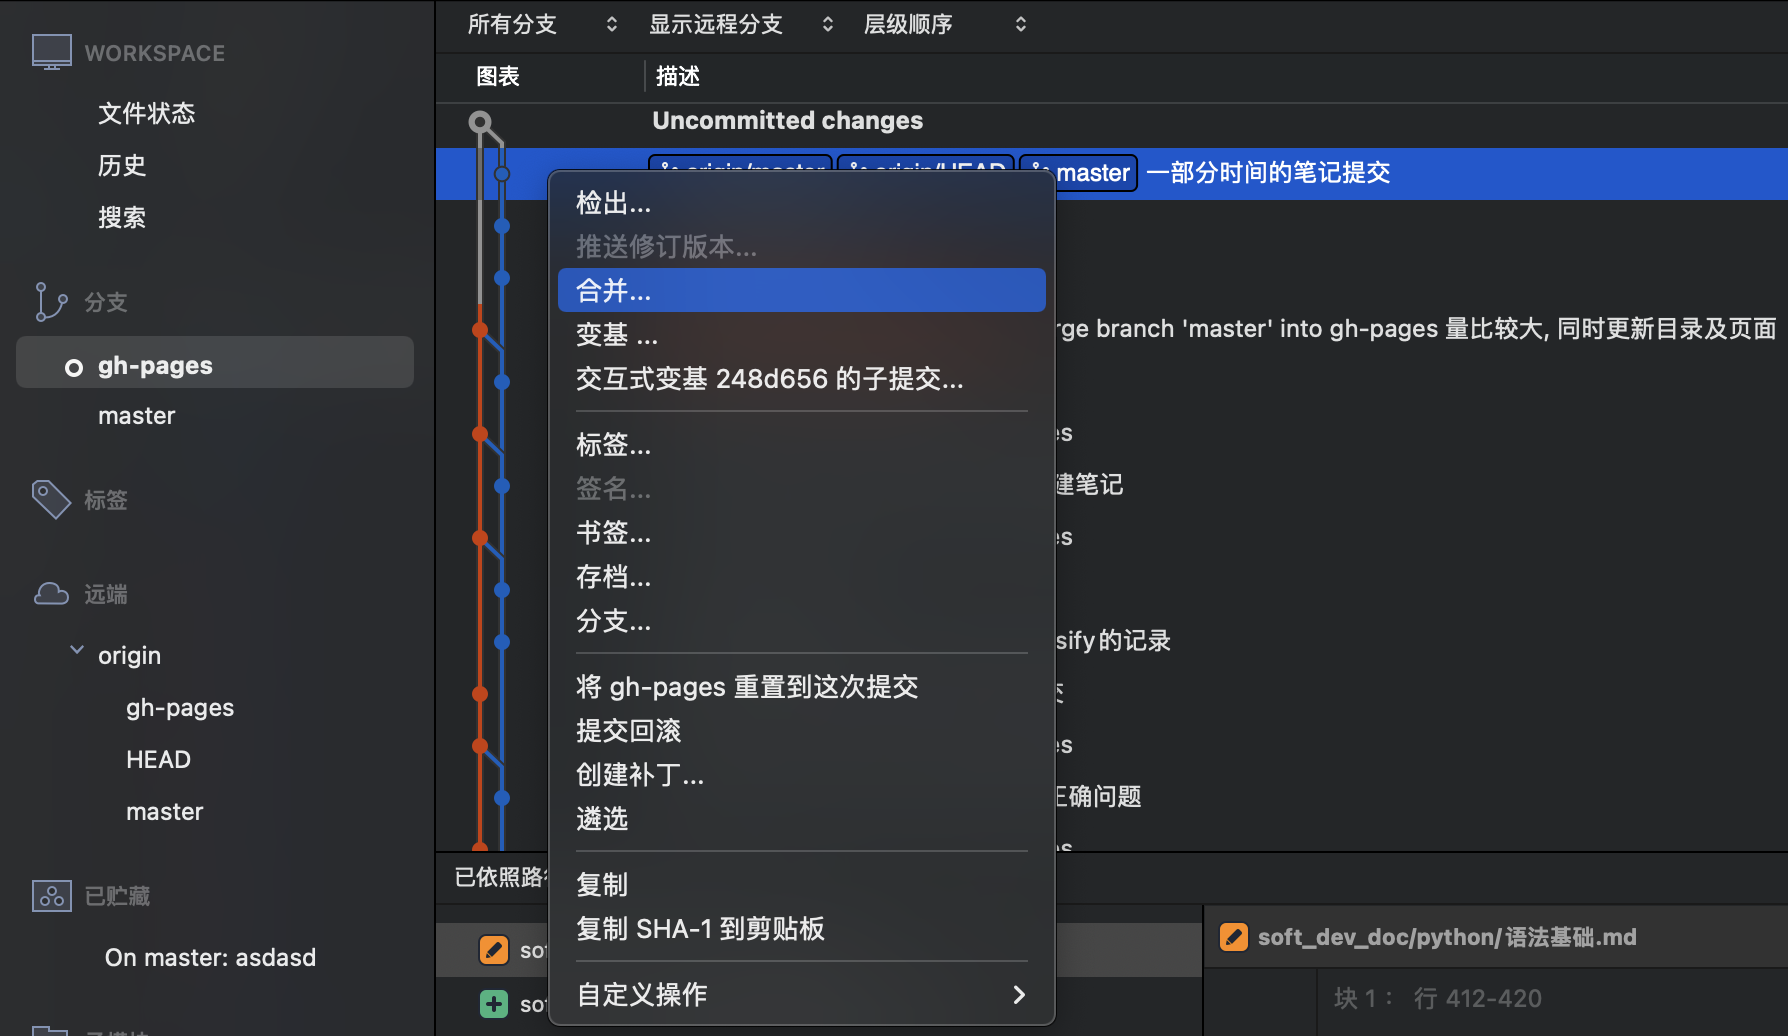 WORKSPACE
文件状态
历史
搜索
分支
gh-pages
master
标签
远端
origin
gh-pages
HEAD
master
已贮藏
On master: asdasd
所有分支
显示远程分支
层级顺序
图表
描述
Uncommitted changes
origin/master origin/HEAD master 一部分时间的笔记提交
rge branch 'master' into gh-pages 量比较大, 同时更新目录及页面
es
建笔记
es
sify的记录
es
正确问题
es
检出...
推送修订版本...
合并...
变基 ...
交互式变基 248d656 的子提交...
标签...
签名...
书签...
存档...
分支...
将 gh-pages 重置到这次提交
提交回滚
创建补丁...
遴选
复制
复制 SHA-1 到剪贴板
自定义操作
已依照路
sof
sof
soft_dev_doc/python/语法基础.md
块 1： 行 412-420